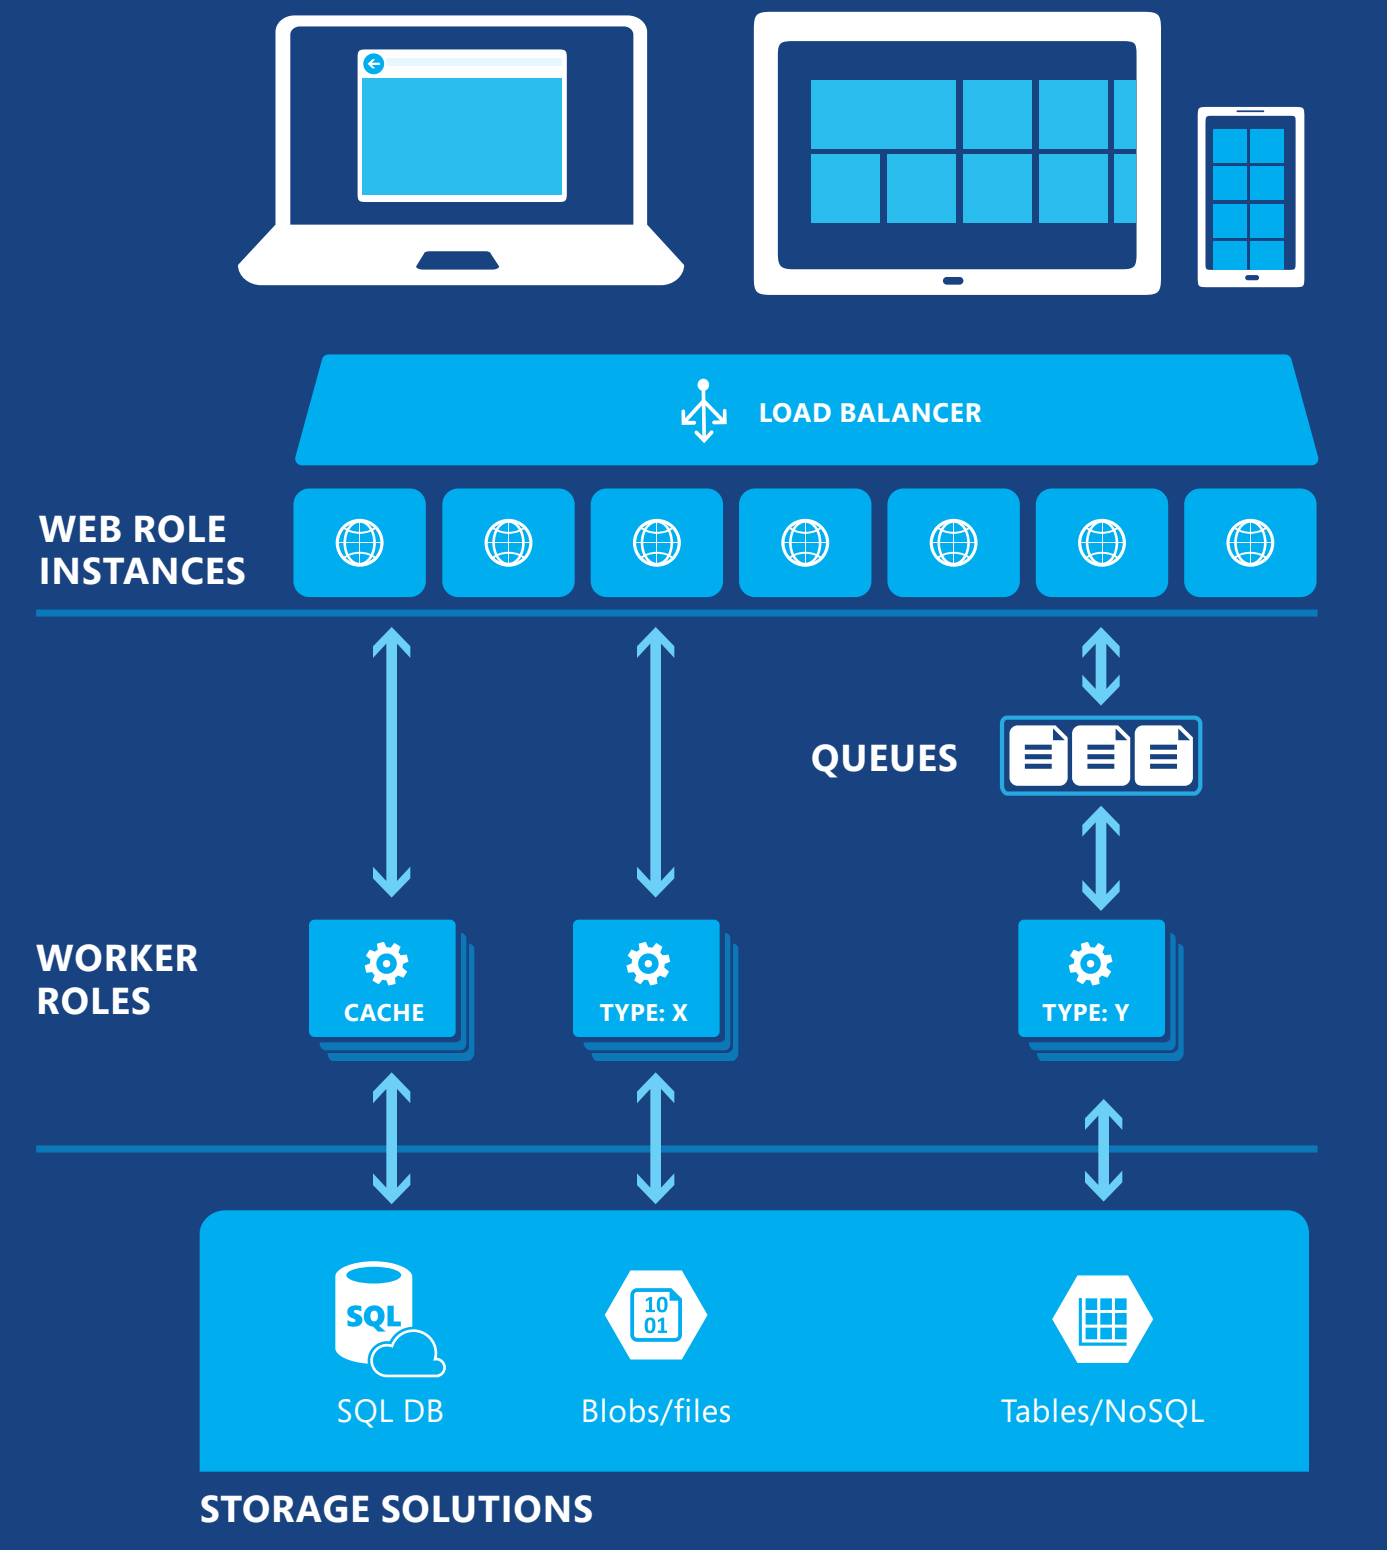 LOAD BALANCER
WEB ROLE
INSTANCES
QUEUES
WORKER
ROLES
CACHE
TYPE: X
TYPE: Y
SQL
10
01
SQL DB
Blobs/files
Tables/NoSQL
STORAGE SOLUTIONS